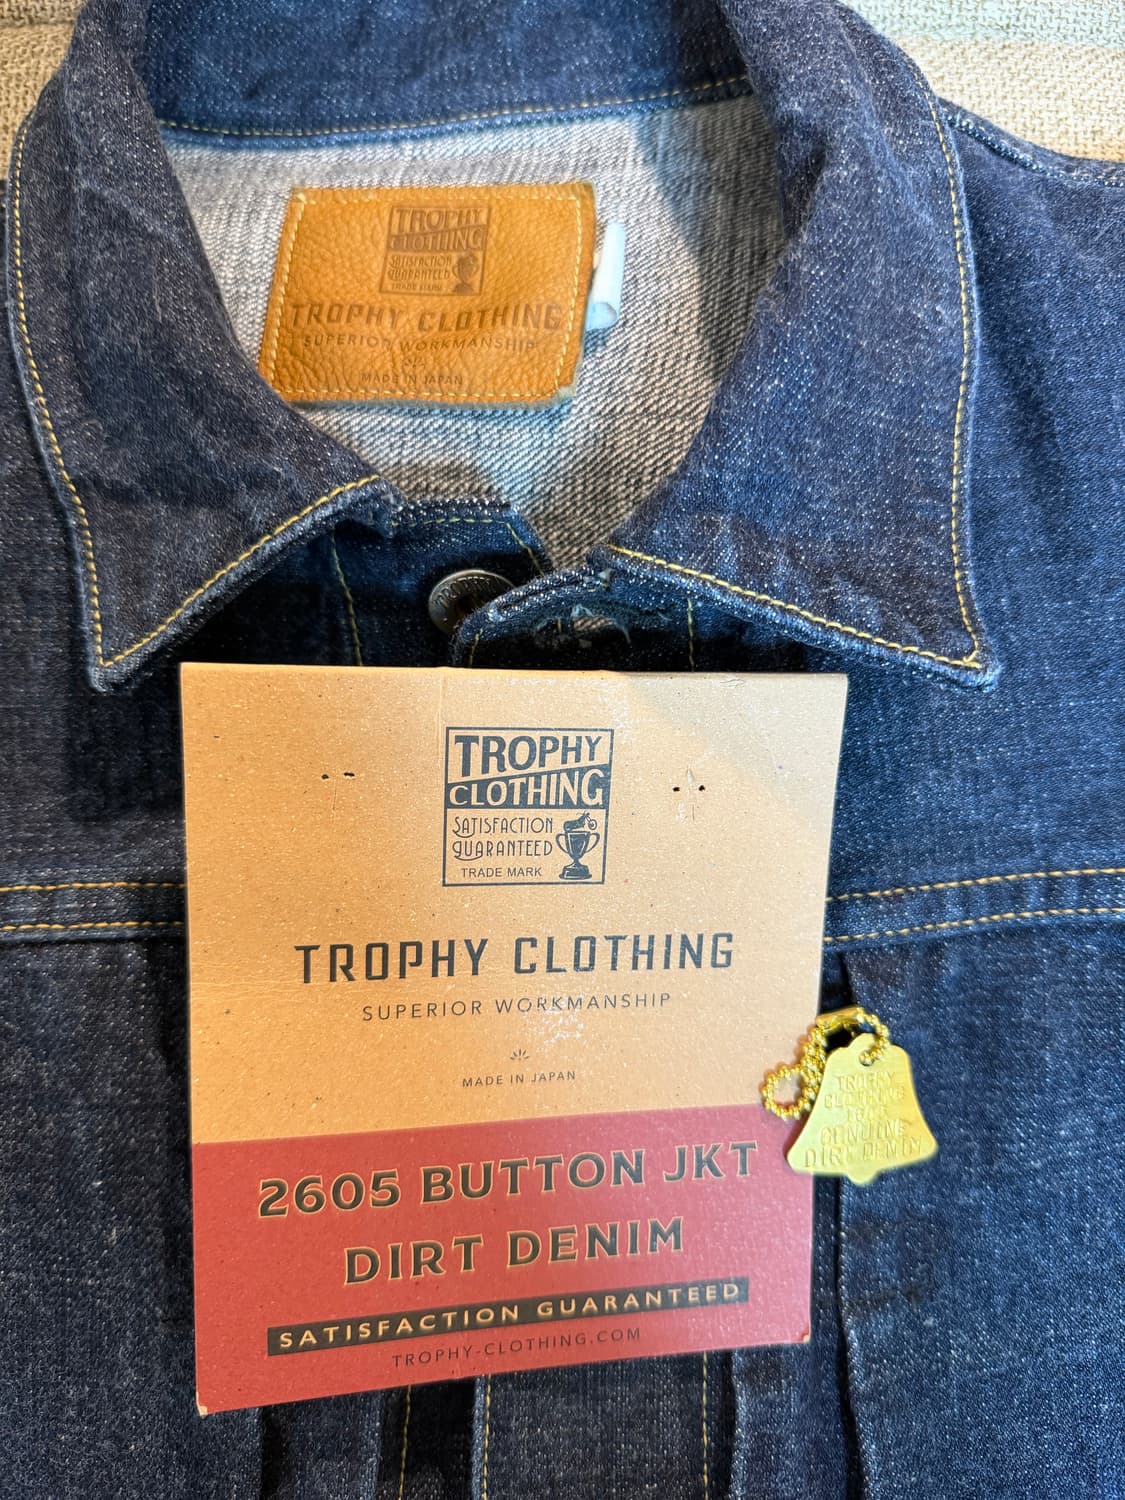 TROPHY
CLOTHING
SATISFACTION
GUARANTEED
TRADE MARK
TROPHY CLOTHING
SUPERIOR WORKMANSHIP
MADE IN JAPAN
TROPHY
CLOTHING
SATISFACTION
GUARANTEED
TRADE MARK
TROPHY CLOTHING
SUPERIOR WORKMANSHIP
MADE IN JAPAN
TROPHY
CLOTHING
GENUINE
DIRT DENIM
2605 BUTTON JKT
DIRT DENIM
SATISFACTION GUARANTEED
TROPHY-CLOTHING.COM